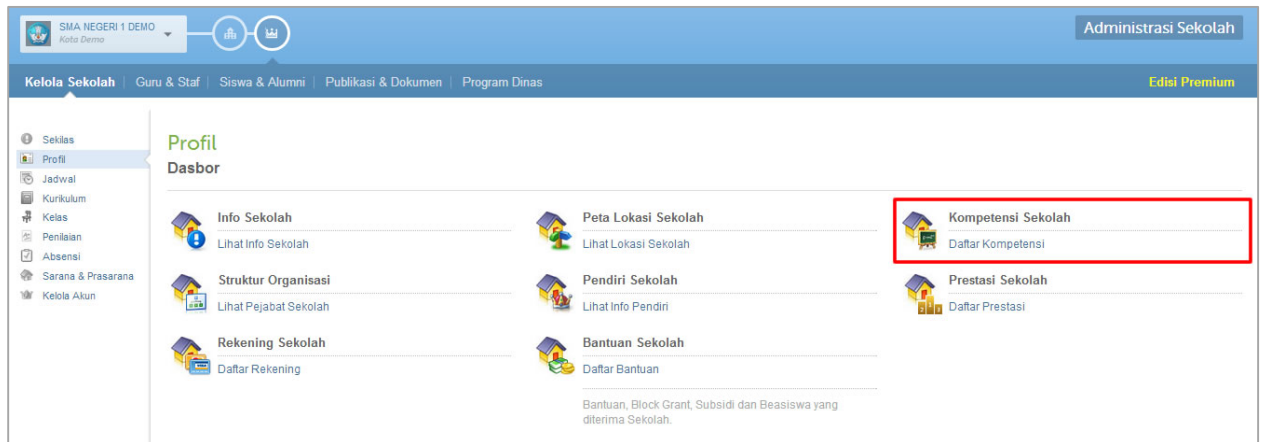 SMA NEGERI 1 DEMO
Kota Demo
Administrasi Sekolah
Kelola Sekolah | Guru & Staf | Siswa & Alumni | Publikasi & Dokumen | Program Dinas
Edisi Premium
Sekilas
Profil
Jadwal
Kurikulum
Kelas
Penilaian
Absensi
Sarana & Prasarana
Kelola Akun
Profil
Dasbor
Info Sekolah
Lihat Info Sekolah
Peta Lokasi Sekolah
Lihat Lokasi Sekolah
Kompetensi Sekolah
Daftar Kompetensi
Struktur Organisasi
Lihat Pejabat Sekolah
Pendiri Sekolah
Lihat Info Pendiri
Prestasi Sekolah
Daftar Prestasi
Rekening Sekolah
Daftar Rekening
Bantuan Sekolah
Daftar Bantuan
Bantuan, Block Grant, Subsidi dan Beasiswa yang
diterima Sekolah.